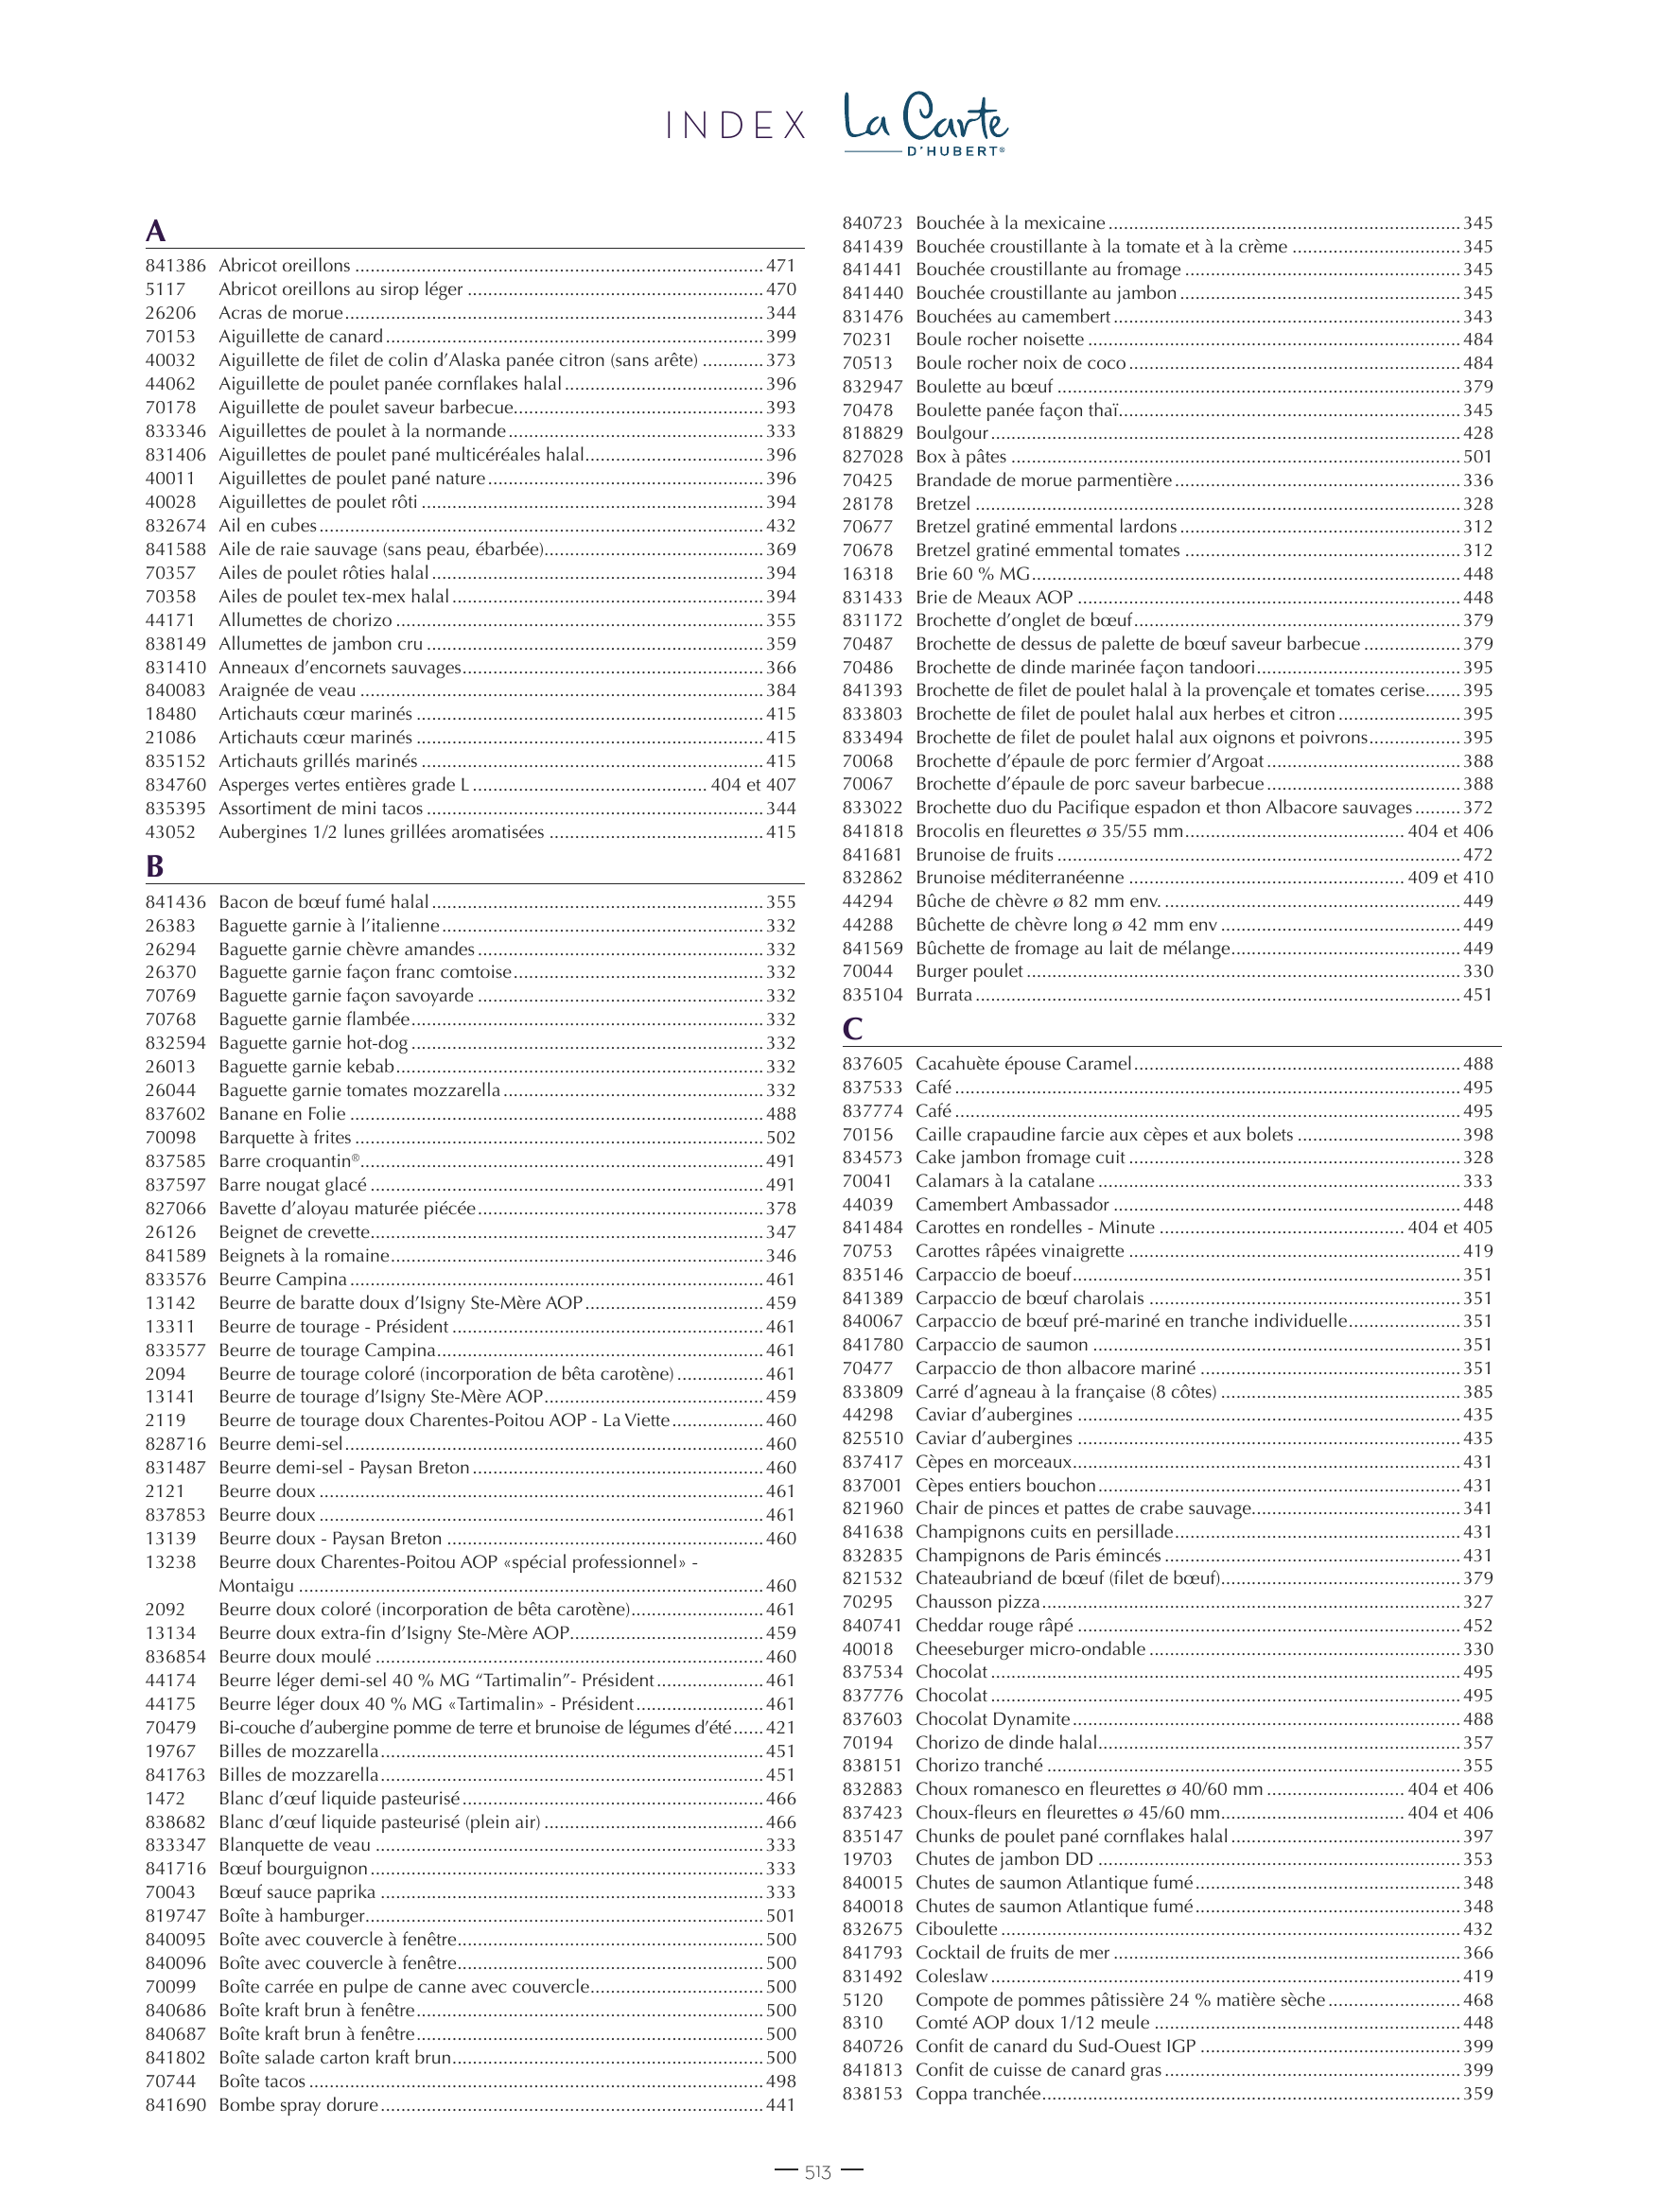 INDEX La Carte
D'HUBERT®
A
841386 Abricot oreillons ........ 471
5117 Abricot oreillons au sirop léger ........ 470
26206 Acras de morue ........ 344
70153 Aiguillette de canard ........ 399
40032 Aiguillette de filet de colin d'Alaska panée citron (sans arête) ........ 373
44062 Aiguillette de poulet panée cornflakes halal ........ 396
70178 Aiguillette de poulet saveur barbecue ........ 393
833346 Aiguillettes de poulet à la normande ........ 333
831406 Aiguillettes de poulet pané multicéréales halal ........ 396
40011 Aiguillettes de poulet pané nature ........ 396
40028 Aiguillettes de poulet rôti ........ 394
832674 Ail en cubes ........ 432
841588 Aile de raie sauvage (sans peau, ébarbée) ........ 369
70357 Ailes de poulet rôties halal ........ 394
70358 Ailes de poulet tex-mex halal ........ 394
44171 Allumettes de chorizo ........ 355
838149 Allumettes de jambon cru ........ 359
831410 Anneaux d'encornets sauvages ........ 366
840083 Araignée de veau ........ 384
18480 Artichauts cœur marinés ........ 415
21086 Artichauts cœur marinés ........ 415
835152 Artichauts grillés marinés ........ 415
834760 Asperges vertes entières grade L ........ 404 et 407
835395 Assortiment de mini tacos ........ 344
43052 Aubergines 1/2 lunes grillées aromatisées ........ 415
B
841436 Bacon de bœuf fumé halal ........ 355
26383 Baguette garnie à l'italienne ........ 332
26294 Baguette garnie chèvre amandes ........ 332
26370 Baguette garnie façon franc comtoise ........ 332
70769 Baguette garnie façon savoyarde ........ 332
70768 Baguette garnie flambée ........ 332
832594 Baguette garnie hot-dog ........ 332
26013 Baguette garnie kebab ........ 332
26044 Baguette garnie tomates mozzarella ........ 332
837602 Banane en Folie ........ 488
70098 Barquette à frites ........ 502
837585 Barre croquantin® ........ 491
837597 Barre nougat glacé ........ 491
827066 Bavette d'aloyau maturée piécée ........ 378
26126 Beignet de crevette ........ 347
841589 Beignets à la romaine ........ 346
833576 Beurre Campina ........ 461
13142 Beurre de baratte doux d'Isigny Ste-Mère AOP ........ 459
13311 Beurre de tourage - Président ........ 461
833577 Beurre de tourage Campina ........ 461
2094 Beurre de tourage coloré (incorporation de bêta carotène) ........ 461
13141 Beurre de tourage d'Isigny Ste-Mère AOP ........ 459
2119 Beurre de tourage doux Charentes-Poitou AOP - La Viette ........ 460
828716 Beurre demi-sel ........ 460
831487 Beurre demi-sel - Paysan Breton ........ 460
2121 Beurre doux ........ 461
837853 Beurre doux ........ 461
13139 Beurre doux - Paysan Breton ........ 460
13238 Beurre doux Charentes-Poitou AOP «spécial professionnel» -
Montaigu ........ 460
2092 Beurre doux coloré (incorporation de bêta carotène) ........ 461
13134 Beurre doux extra-fin d'Isigny Ste-Mère AOP ........ 459
836854 Beurre doux moulé ........ 460
44174 Beurre léger demi-sel 40 % MG “Tartimalin”- Président ........ 461
44175 Beurre léger doux 40 % MG «Tartimalin» - Président ........ 461
70479 Bi-couche d'aubergine pomme de terre et brunoise de légumes d'été ........ 421
19767 Billes de mozzarella ........ 451
841763 Billes de mozzarella ........ 451
1472 Blanc d'œuf liquide pasteurisé ........ 466
838682 Blanc d'œuf liquide pasteurisé (plein air) ........ 466
833347 Blanquette de veau ........ 333
841716 Bœuf bourguignon ........ 333
70043 Bœuf sauce paprika ........ 333
819747 Boîte à hamburger ........ 501
840095 Boîte avec couvercle à fenêtre ........ 500
840096 Boîte avec couvercle à fenêtre ........ 500
70099 Boîte carrée en pulpe de canne avec couvercle ........ 500
840686 Boîte kraft brun à fenêtre ........ 500
840687 Boîte kraft brun à fenêtre ........ 500
841802 Boîte salade carton kraft brun ........ 500
70744 Boîte tacos ........ 498
841690 Bombe spray dorure ........ 441
840723 Bouchée à la mexicaine ........ 345
841439 Bouchée croustillante à la tomate et à la crème ........ 345
841441 Bouchée croustillante au fromage ........ 345
841440 Bouchée croustillante au jambon ........ 345
831476 Bouchées au camembert ........ 343
70231 Boule rocher noisette ........ 484
70513 Boule rocher noix de coco ........ 484
832947 Boulette au bœuf ........ 379
70478 Boulette panée façon thaï ........ 345
818829 Boulgour ........ 428
827028 Box à pâtes ........ 501
70425 Brandade de morue parmentière ........ 336
28178 Bretzel ........ 328
70677 Bretzel gratiné emmental lardons ........ 312
70678 Bretzel gratiné emmental tomates ........ 312
16318 Brie 60 % MG ........ 448
831433 Brie de Meaux AOP ........ 448
831172 Brochette d'onglet de bœuf ........ 379
70487 Brochette de dessus de palette de bœuf saveur barbecue ........ 379
70486 Brochette de dinde marinée façon tandoori ........ 395
841393 Brochette de filet de poulet halal à la provençale et tomates cerise ........ 395
833803 Brochette de filet de poulet halal aux herbes et citron ........ 395
833494 Brochette de filet de poulet halal aux oignons et poivrons ........ 395
70068 Brochette d'épaule de porc fermier d'Argoat ........ 388
70067 Brochette d'épaule de porc saveur barbecue ........ 388
833022 Brochette duo du Pacifique espadon et thon Albacore sauvages ........ 372
841818 Brocolis en fleurettes ø 35/55 mm ........ 404 et 406
841681 Brunoise de fruits ........ 472
832862 Brunoise méditerranéenne ........ 409 et 410
44294 Bûche de chèvre ø 82 mm env. ........ 449
44288 Bûchette de chèvre long ø 42 mm env ........ 449
841569 Bûchette de fromage au lait de mélange ........ 449
70044 Burger poulet ........ 330
835104 Burrata ........ 451
C
837605 Cacahuète épouse Caramel ........ 488
837533 Café ........ 495
837774 Café ........ 495
70156 Caille crapaudine farcie aux cèpes et aux bolets ........ 398
834573 Cake jambon fromage cuit ........ 328
70041 Calamars à la catalane ........ 333
44039 Camembert Ambassador ........ 448
841484 Carottes en rondelles - Minute ........ 404 et 405
70753 Carottes râpées vinaigrette ........ 419
835146 Carpaccio de boeuf ........ 351
841389 Carpaccio de bœuf charolais ........ 351
840067 Carpaccio de bœuf pré-mariné en tranche individuelle ........ 351
841780 Carpaccio de saumon ........ 351
70477 Carpaccio de thon albacore mariné ........ 351
833809 Carré d'agneau à la française (8 côtes) ........ 385
44298 Caviar d'aubergines ........ 435
825510 Caviar d'aubergines ........ 435
837417 Cèpes en morceaux ........ 431
837001 Cèpes entiers bouchon ........ 431
821960 Chair de pinces et pattes de crabe sauvage ........ 341
841638 Champignons cuits en persillade ........ 431
832835 Champignons de Paris émincés ........ 431
821532 Chateaubriand de bœuf (filet de bœuf) ........ 379
70295 Chausson pizza ........ 327
840741 Cheddar rouge râpé ........ 452
40018 Cheeseburger micro-ondable ........ 330
837534 Chocolat ........ 495
837776 Chocolat ........ 495
837603 Chocolat Dynamite ........ 488
70194 Chorizo de dinde halal ........ 357
838151 Chorizo tranché ........ 355
832883 Choux romanesco en fleurettes ø 40/60 mm ........ 404 et 406
837423 Choux-fleurs en fleurettes ø 45/60 mm ........ 404 et 406
835147 Chunks de poulet pané cornflakes halal ........ 397
19703 Chutes de jambon DD ........ 353
840015 Chutes de saumon Atlantique fumé ........ 348
840018 Chutes de saumon Atlantique fumé ........ 348
832675 Ciboulette ........ 432
841793 Cocktail de fruits de mer ........ 366
831492 Coleslaw ........ 419
5120 Compote de pommes pâtissière 24 % matière sèche ........ 468
8310 Comté AOP doux 1/12 meule ........ 448
840726 Confit de canard du Sud-Ouest IGP ........ 399
841813 Confit de cuisse de canard gras ........ 399
838153 Coppa tranchée ........ 359
— 513 —